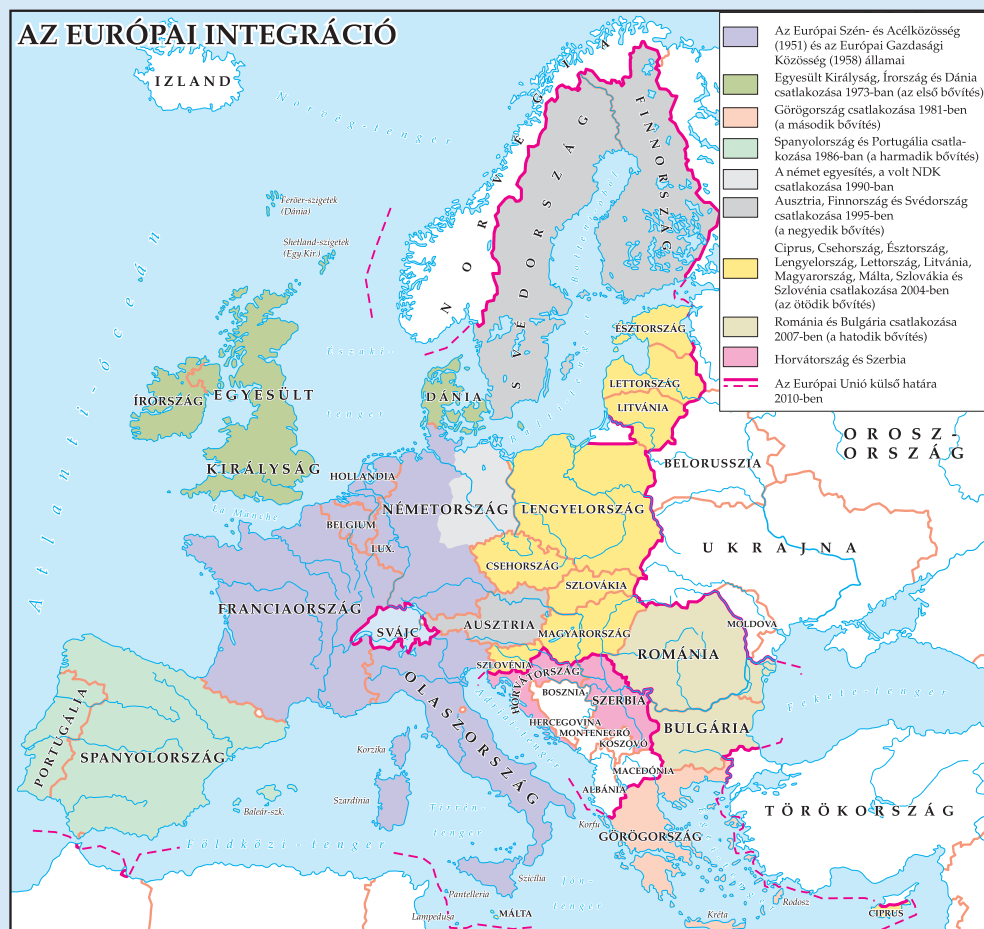 AZ EURÓPAI INTEGRÁCIÓ
Az Európai Szén- és Acélközösség
(1951) és az Európai Gazdasági
Közösség (1958) államai
Egyesült Királyság, Írország és Dánia
csatlakozása 1973-ban (az első bővítés)
Görögország csatlakozása 1981-ben
(a második bővítés)
Spanyolország és Portugália csatla-
kozása 1986-ban (a harmadik bővítés)
A német egyesítés, a volt NDK
csatlakozása 1990-ban
Ausztria, Finnország és Svédország
csatlakozása 1995-ben
(a negyedik bővítés)
Ciprus, Csehország, Észtország,
Lengyelország, Lettország, Litvánia,
Magyarország, Málta, Szlovákia és
Szlovénia csatlakozása 2004-ben
(az ötödik bővítés)
Románia és Bulgária csatlakozása
2007-ben (a hatodik bővítés)
Horvátország és Szerbia
Az Európai Unió külső határa
2010-ben
IZLAND
Norvég-tenger
NORVÉGIA
SVÉDORSZÁG
FINNORSZÁG
Feröer-szigetek
(Dánia)
Shetland-szigetek
(Egy.Kir.)
Atlanti-óceán
Északi-
tenger
Balti-tenger
ÉSZTORSZÁG
LETTORSZÁG
LITVÁNIA
ÍRORSZÁG
EGYESÜLT
KIRÁLYSÁG
DÁNIA
OROSZ-
ORSZÁG
BELORUSSZIA
HOLLANDIA
NÉMETORSZÁG
LENGYELORSZÁG
La Manche
BELGIUM
LUX.
UKRAJNA
CSEHORSZÁG
SZLOVÁKIA
FRANCIAORSZÁG
SVÁJC
AUSZTRIA
MAGYARORSZÁG
MOLDOVA
ROMÁNIA
SZLOVÉNIA
HORVÁTORSZÁG
BOSZNIA
HERCEGOVINA
SZERBIA
MONTENEGRÓ
KOSZOVÓ
BULGÁRIA
Fekete-tenger
OLASZORSZÁG
Adriai-tenger
PORTUGÁLIA
SPANYOLORSZÁG
Korzika
Szardínia
Baleár-szk.
Tirrén-
tenger
MACEDÓNIA
ALBÁNIA
Korfu
GÖRÖGORSZÁG
TÖRÖKORSZÁG
Földközi tenger
Szicília
Pantelleria
Lampedusa
MÁLTA
Jón-
tenger
Kréta
Rodosz
CIPRUS